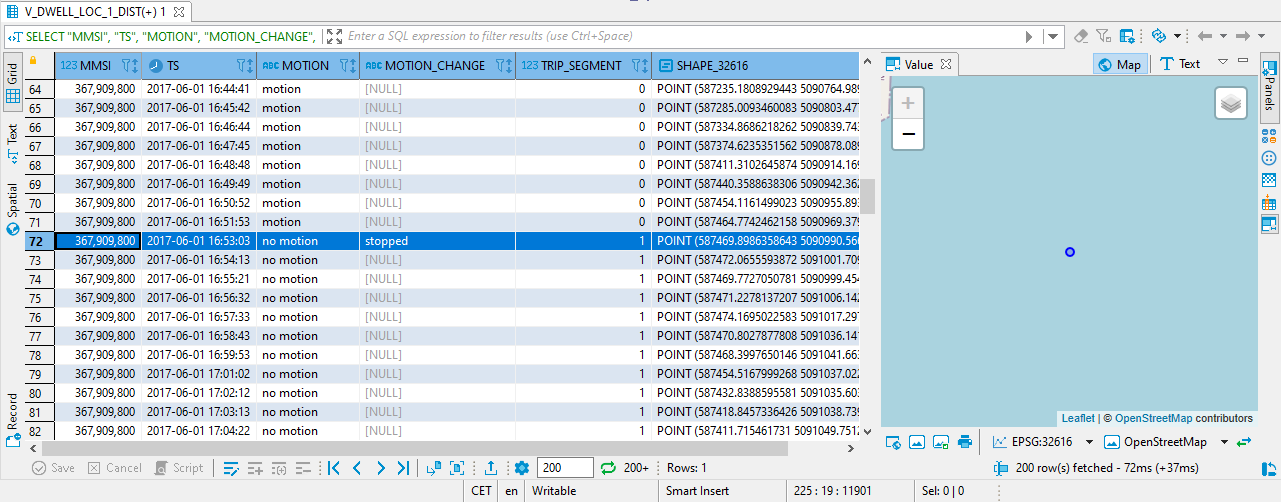 V_DWELL_LOC_1_DIST(+) 1
SELECT "MMSI", "TS", "MOTION", "MOTION_CHANGE", Enter a SQL expression to filter results (use Ctrl+Space)
Grid
Text
Spatial
Record
123 MMSI TS ABC MOTION ABC MOTION_CHANGE 123 TRIP_SEGMENT SHAPE_32616
64 367,909,800 2017-06-01 16:44:41 motion [NULL] 0 POINT (587235.1808929443 5090764.989
65 367,909,800 2017-06-01 16:45:42 motion [NULL] 0 POINT (587285.0093460083 5090803.477
66 367,909,800 2017-06-01 16:46:44 motion [NULL] 0 POINT (587334.8686218262 5090839.743
67 367,909,800 2017-06-01 16:47:45 motion [NULL] 0 POINT (587374.6235351562 5090878.089
68 367,909,800 2017-06-01 16:48:48 motion [NULL] 0 POINT (587411.3102645874 5090914.169
69 367,909,800 2017-06-01 16:49:49 motion [NULL] 0 POINT (587440.3588638306 5090942.362
70 367,909,800 2017-06-01 16:50:52 motion [NULL] 0 POINT (587454.1161499023 5090955.893
71 367,909,800 2017-06-01 16:51:53 motion [NULL] 0 POINT (587464.7742462158 5090969.379
72 367,909,800 2017-06-01 16:53:03 no motion stopped 1 POINT (587469.8986358643 5090990.560
73 367,909,800 2017-06-01 16:54:13 no motion [NULL] 1 POINT (587472.0655593872 5091001.709
74 367,909,800 2017-06-01 16:55:21 no motion [NULL] 1 POINT (587469.7727050781 5090999.454
75 367,909,800 2017-06-01 16:56:32 no motion [NULL] 1 POINT (587471.2278137207 5091006.142
76 367,909,800 2017-06-01 16:57:33 no motion [NULL] 1 POINT (587474.1695022583 5091017.297
77 367,909,800 2017-06-01 16:58:43 no motion [NULL] 1 POINT (587470.8027877808 5091036.141
78 367,909,800 2017-06-01 16:59:53 no motion [NULL] 1 POINT (587468.3997650146 5091041.663
79 367,909,800 2017-06-01 17:01:02 no motion [NULL] 1 POINT (587454.5167999268 5091037.022
80 367,909,800 2017-06-01 17:02:12 no motion [NULL] 1 POINT (587432.8388595581 5091035.603
81 367,909,800 2017-06-01 17:03:13 no motion [NULL] 1 POINT (587418.8457336426 5091038.739
82 367,909,800 2017-06-01 17:04:22 no motion [NULL] 1 POINT (587411.715461731 5091049.7512
Value Map Text
Panels
+
−
Leaflet | © OpenStreetMap contributors
EPSG:32616 OpenStreetMap
Save Cancel Script 200 200+ Rows: 1
200 row(s) fetched - 72ms (+37ms)
CET en Writable Smart Insert 225 : 19 : 11901 Sel: 0 | 0